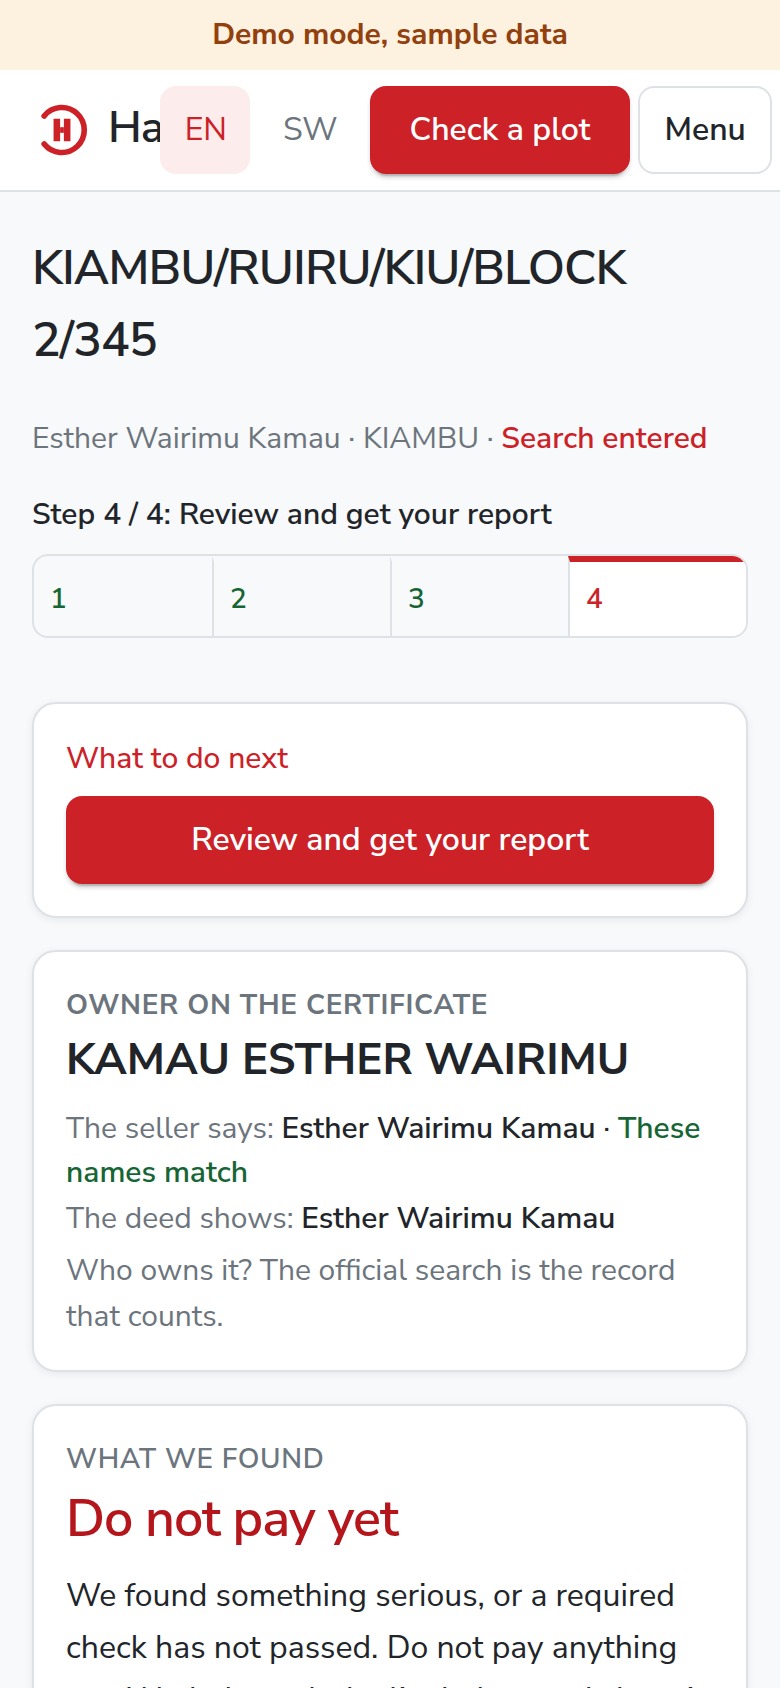 Demo mode, sample data
Ha
EN
SW
Check a plot
Menu
KIAMBU/RUIRU/KIU/BLOCK
2/345
Esther Wairimu Kamau · KIAMBU · Search entered
Step 4 / 4: Review and get your report
1
2
3
4
What to do next
Review and get your report
OWNER ON THE CERTIFICATE
KAMAU ESTHER WAIRIMU
The seller says: Esther Wairimu Kamau · These
names match
The deed shows: Esther Wairimu Kamau
Who owns it? The official search is the record
that counts.
WHAT WE FOUND
Do not pay yet
We found something serious, or a required
check has not passed. Do not pay anything